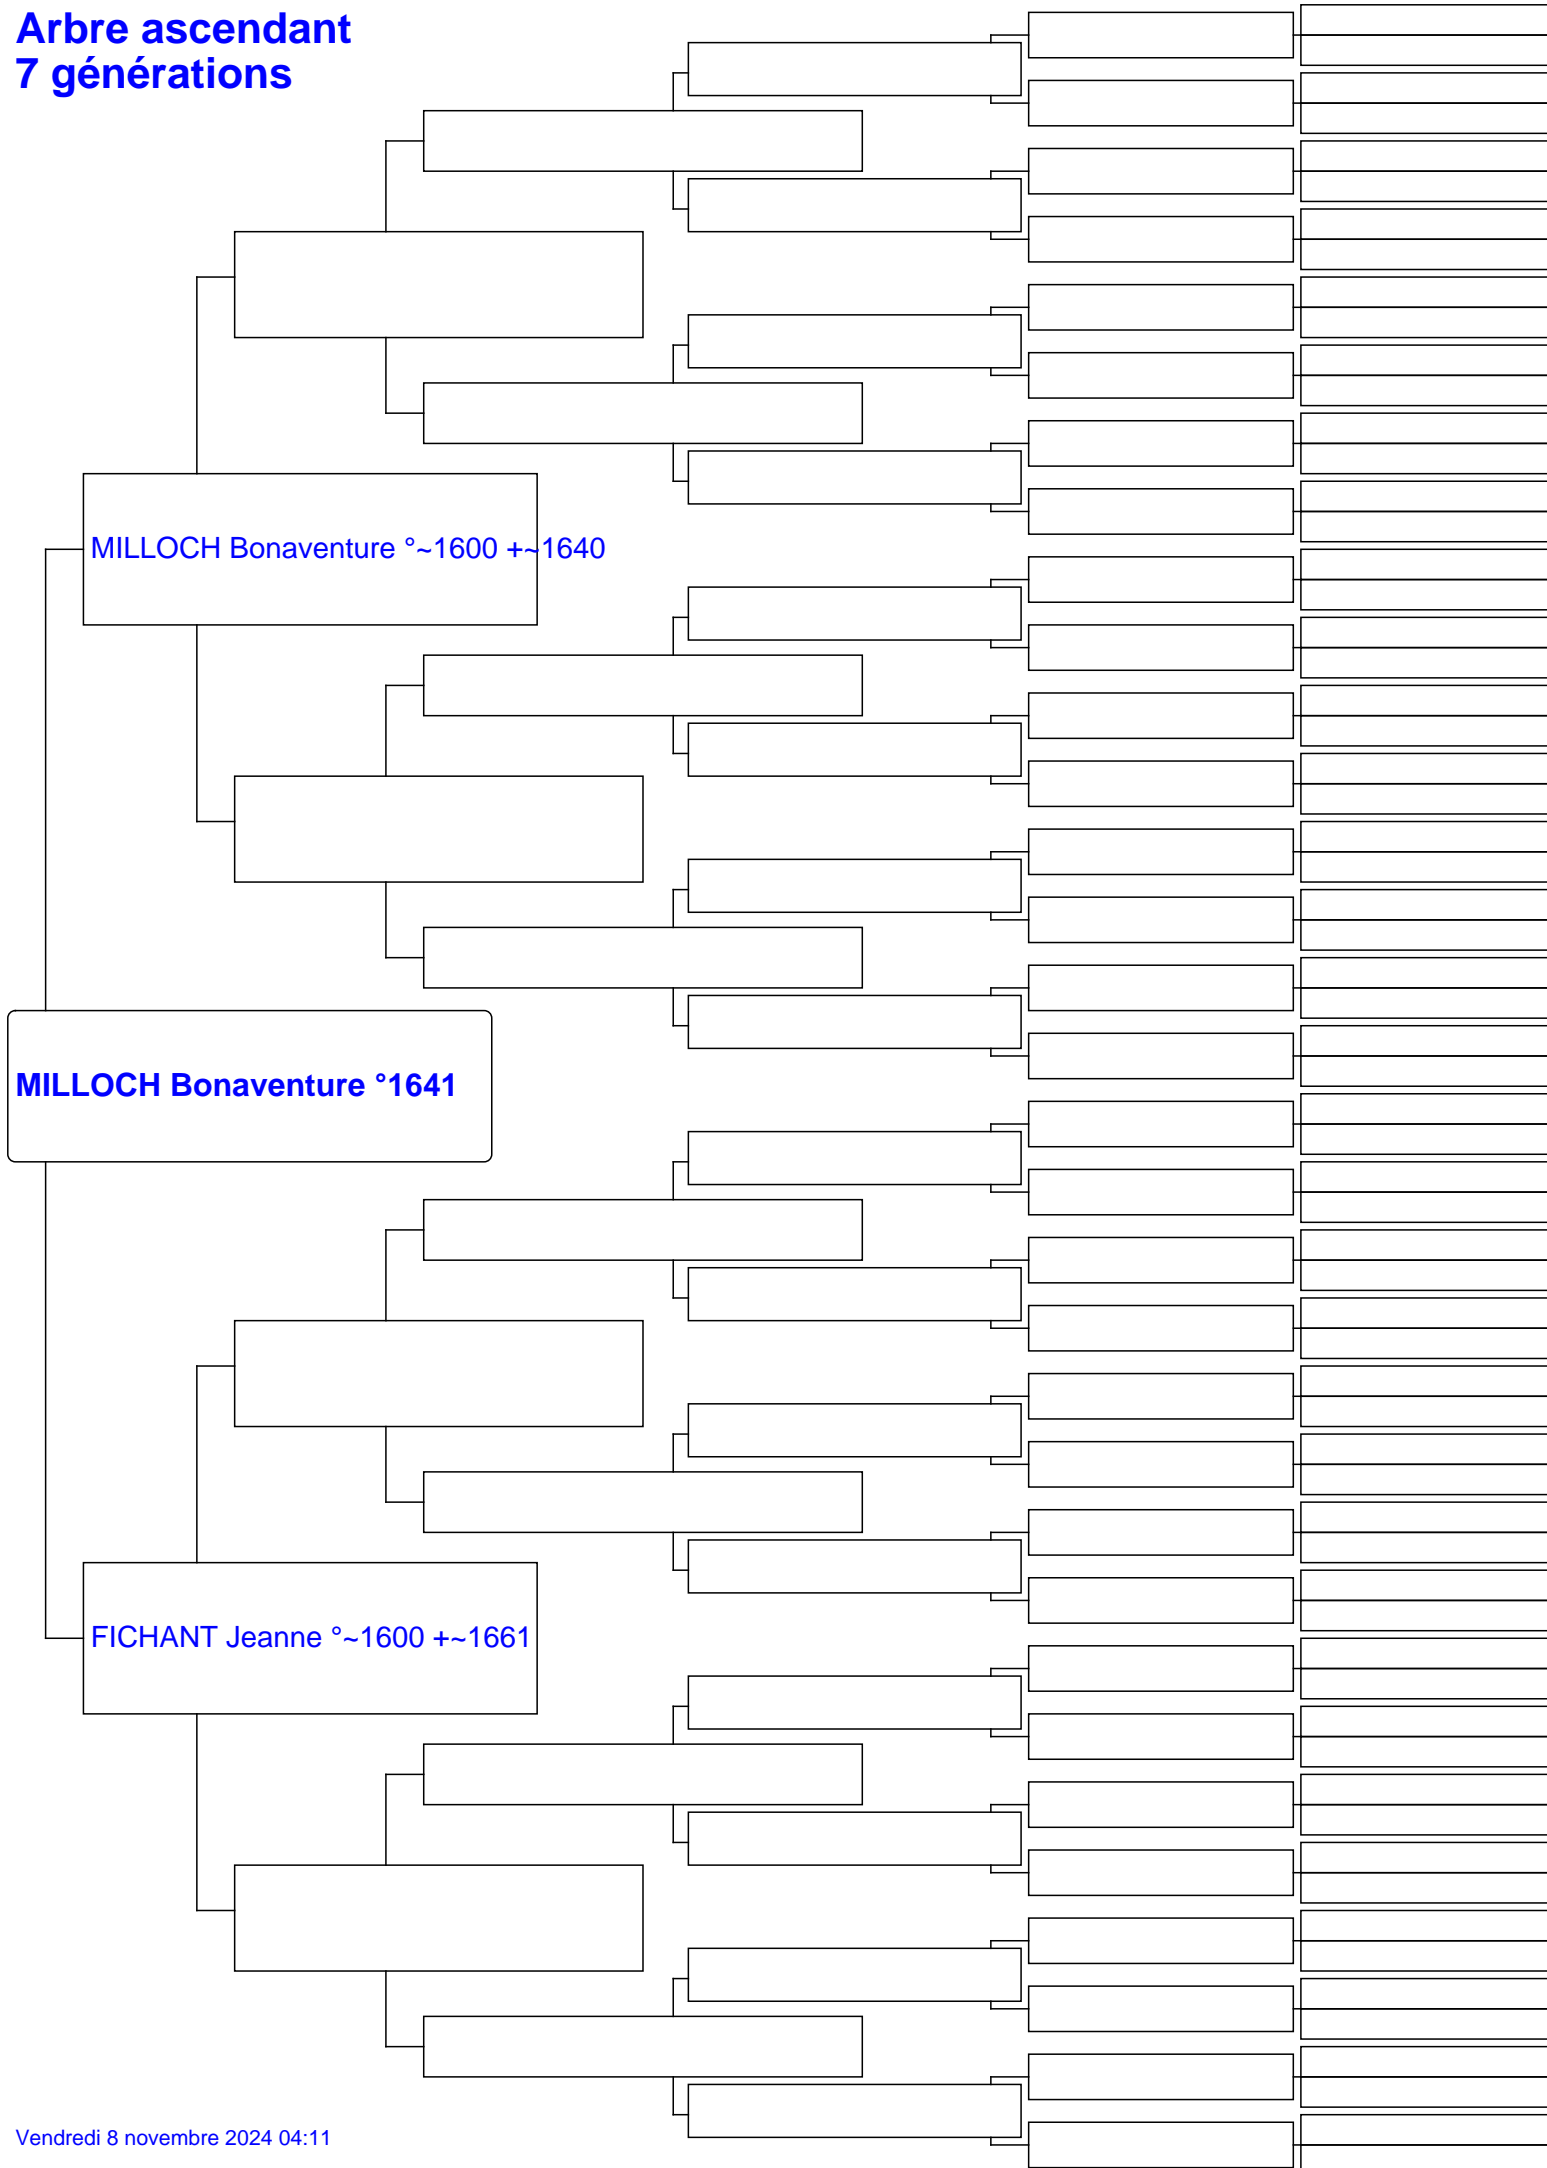 Arbre ascendant
7 générations
MILLOCH Bonaventure °~1600 +~1640
MILLOCH Bonaventure °1641
FICHANT Jeanne °~1600 +~1661
Vendredi 8 novembre 2024 04:11